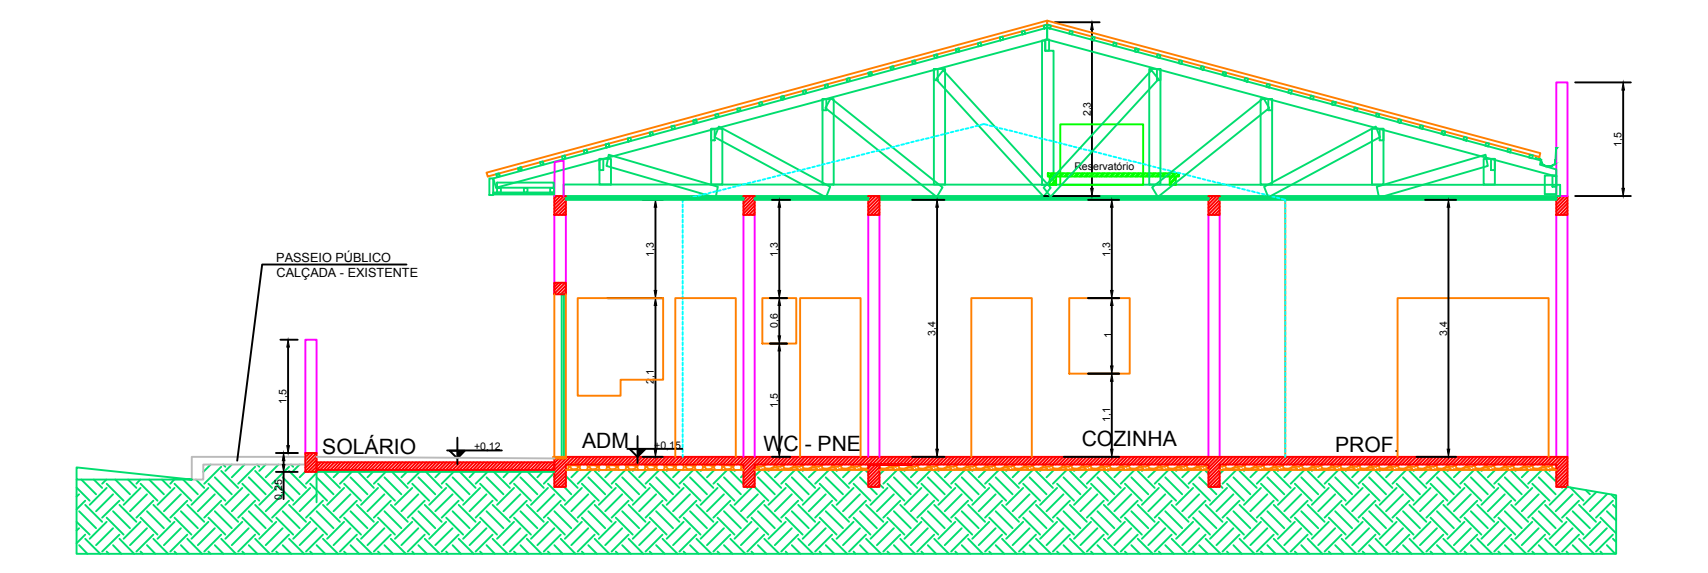 2,3
1,5
Reservatório
PASSEIO PÚBLICO
CALÇADA - EXISTENTE
1,3
1,3
1,3
0,6
3,4
1
3,4
1,5
2,1
1,5
1,1
SOLÁRIO
+0,12
ADM
+0,15
WC - PNE
COZINHA
PROF.
0,25